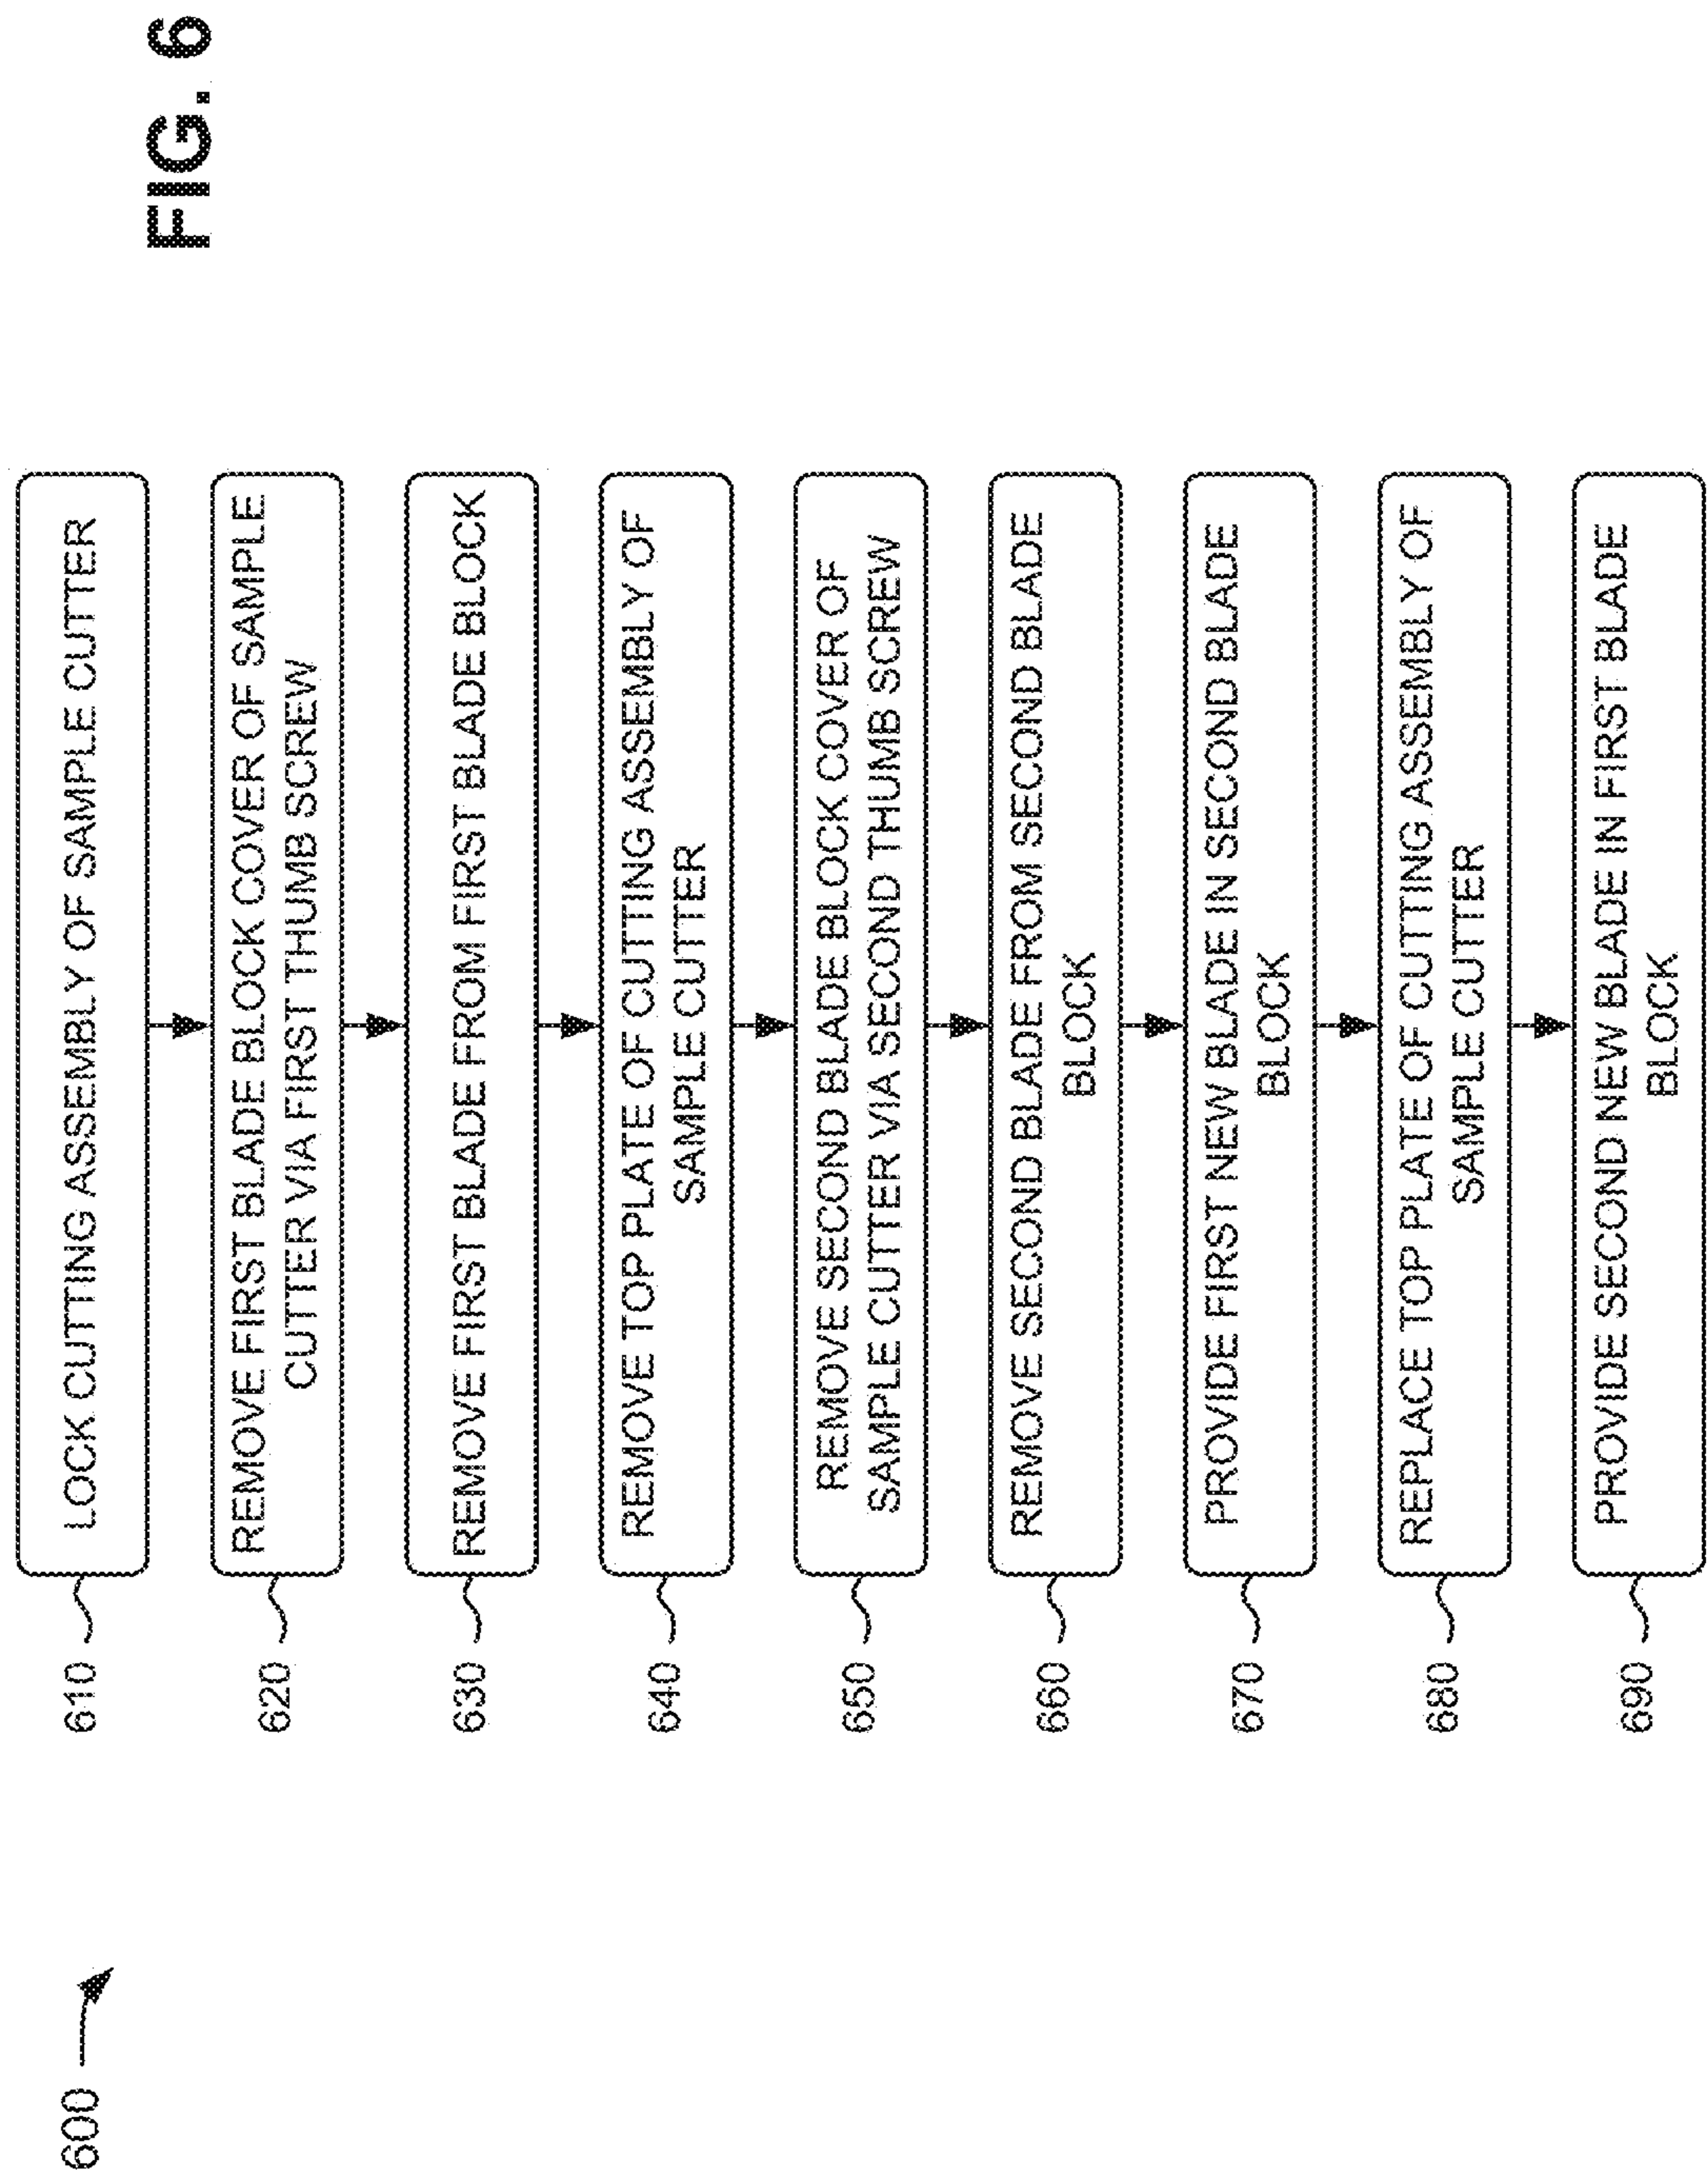 600
610
LOCK CUTTING ASSEMBLY OF SAMPLE CUTTER
620
REMOVE FIRST BLADE BLOCK COVER OF SAMPLE
CUTTER VIA FIRST THUMB SCREW
630
REMOVE FIRST BLADE FROM FIRST BLADE BLOCK
640
REMOVE TOP PLATE OF CUTTING ASSEMBLY OF
SAMPLE CUTTER
650
REMOVE SECOND BLADE BLOCK COVER OF
SAMPLE CUTTER VIA SECOND THUMB SCREW
660
REMOVE SECOND BLADE FROM SECOND BLADE
BLOCK
670
PROVIDE FIRST NEW BLADE IN SECOND BLADE
BLOCK
680
REPLACE TOP PLATE OF CUTTING ASSEMBLY OF
SAMPLE CUTTER
690
PROVIDE SECOND NEW BLADE IN FIRST BLADE
BLOCK
FIG. 6